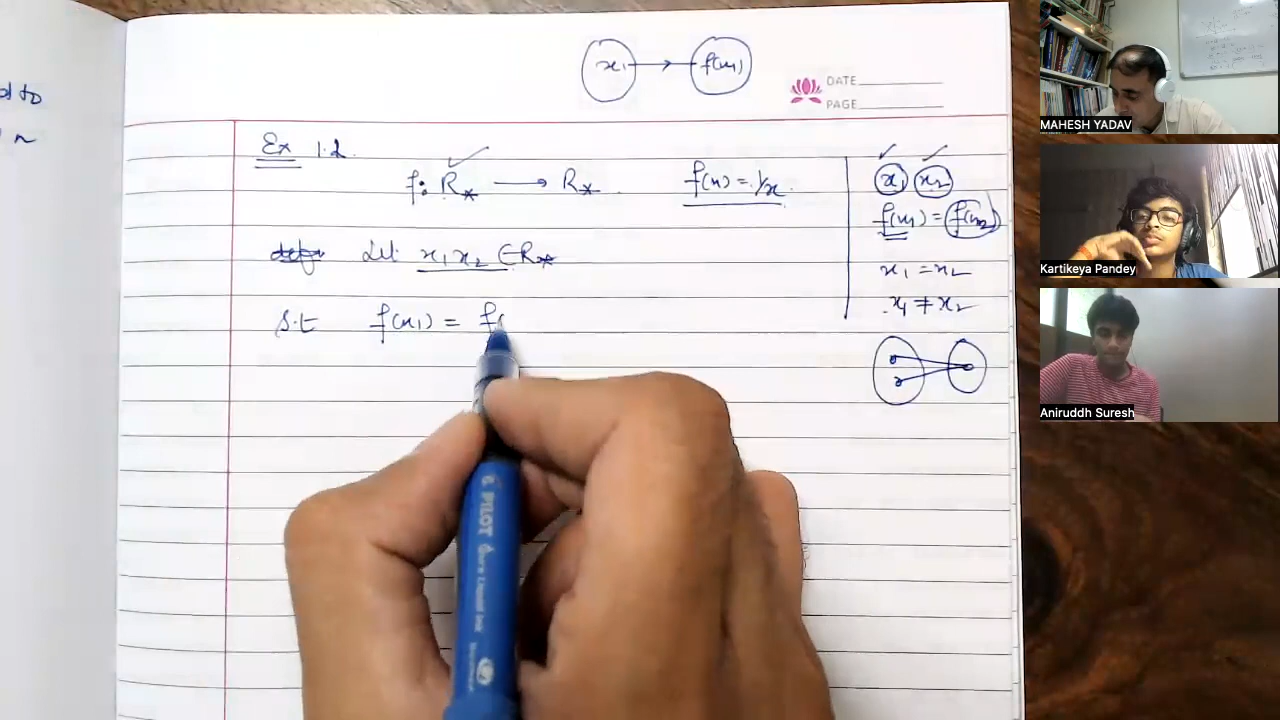 x₁ → f(x₁)
DATE
PAGE
Ex 1.2.
f: R* → R* f(x) = 1/x.
Let x₁ x₂ ∈ R*
S.t f(x₁) = f(
x₁ x₂
f(x₁) = f(x₂)
x₁ = x₂
x₁ ≠ x₂
PILOT
MAHESH YADAV
Kartikeya Pandey
Aniruddh Suresh